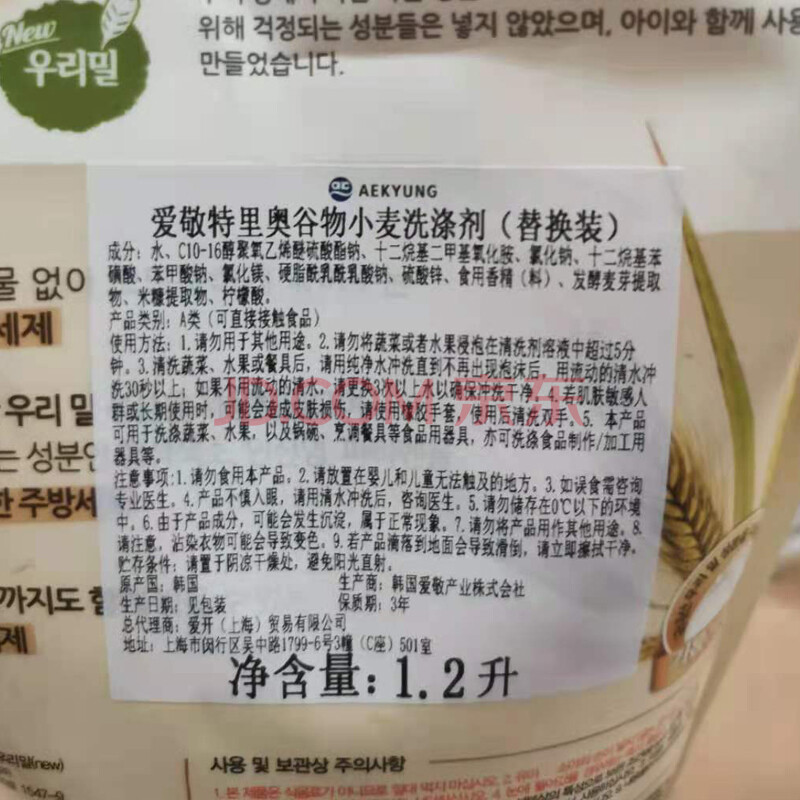 New
우리밀
위해 걱정되는 성분들은 넣지 않았으며, 아이와 함께 사용
만들었습니다.
AEKYUNG
爱敬特里奥谷物小麦洗涤剂（替换装）
成分：水、C10-16醇聚氧乙烯醚硫酸酯钠、十二烷基二甲基氧化胺、氯化钠、十二烷基苯
磺酸、苯甲酸钠、氯化镁、硬脂酰乳酰乳酸钠、硫酸锌、食用香精（料）、发酵麦芽提取
物、米糠提取物、柠檬酸。
产品类别：A类（可直接接触食品）
使用方法：1.请勿用于其他用途。2.请勿将蔬菜或者水果浸泡在清洗剂溶液中超过5分
钟。3.清洗蔬菜、水果或餐具后，请用纯净水冲洗直到不再出现泡沫后，用流动的清水冲
洗30秒以上；如果不用流动的清水，请更换3次以上水以确保冲洗干净。4.若肌肤敏感人
群或长期使用时，可能会造成皮肤损伤，请使用橡胶手套，使用后请洗双手。5.本产品
可用于洗涤蔬菜、水果，以及锅碗、烹调餐具等食品用器具，亦可洗涤食品制作/加工用
器具等。
注意事项:1.请勿食用本产品。2.请放置在婴儿和儿童无法触及的地方。3.如误食需咨询
专业医生。4.产品不慎入眼，请用清水冲洗后，咨询医生。5.请勿储存在0℃以下的环境
中。6.由于产品成分，可能会发生沉淀，属于正常现象。7.请勿将产品用作其他用途。8.
请注意，沾染衣物可能会导致变色。9.若产品滴落到地面会导致滑倒，请立即擦拭干净。
贮存条件：请置于阴凉干燥处，避免阳光直射。
原产国：韩国 生产商：韩国爱敬产业株式会社
生产日期：见包装 保质期：3年
总代理商：爱开（上海）贸易有限公司
地址：上海市闵行区吴中路1799-6号3幢（C座）501室
净含量：1.2升
JD.COM 京东
물 없이
세제
우리 밀
는 성분인
한 주방세
까지도 함
제
우리밀(new)
사용 및 보관상 주의사항